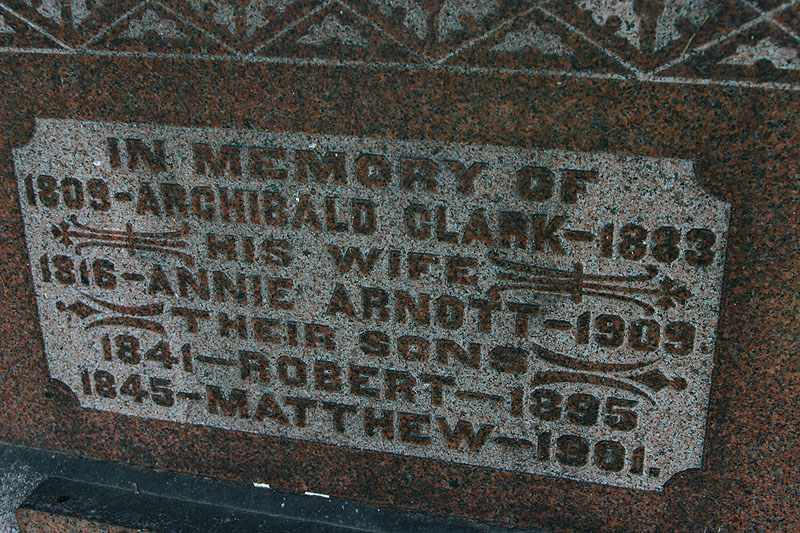 IN MEMORY OF
1809-ARCHIBALD CLARK-1883
HIS WIFE
1816-ANNIE ARNOTT-1909
THEIR SONS
1841-ROBERT-1895
1845-MATTHEW-1901.